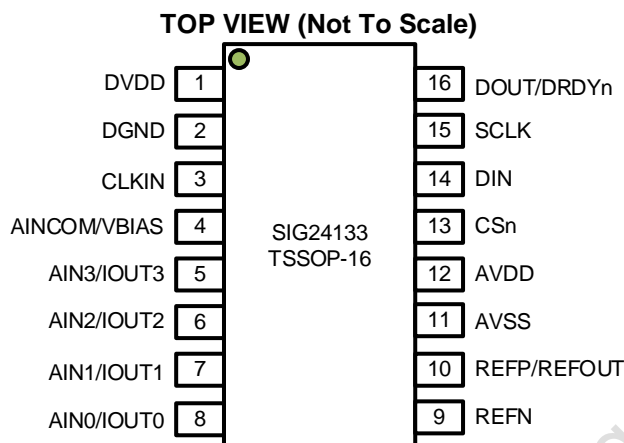 TOP VIEW (Not To Scale)
DVDD 1
DGND 2
CLKIN 3
AINCOM/VBIAS 4
AIN3/IOUT3 5
AIN2/IOUT2 6
AIN1/IOUT1 7
AIN0/IOUT0 8
SIG24133
TSSOP-16
16 DOUT/DRDYn
15 SCLK
14 DIN
13 CSn
12 AVDD
11 AVSS
10 REFP/REFOUT
9 REFN